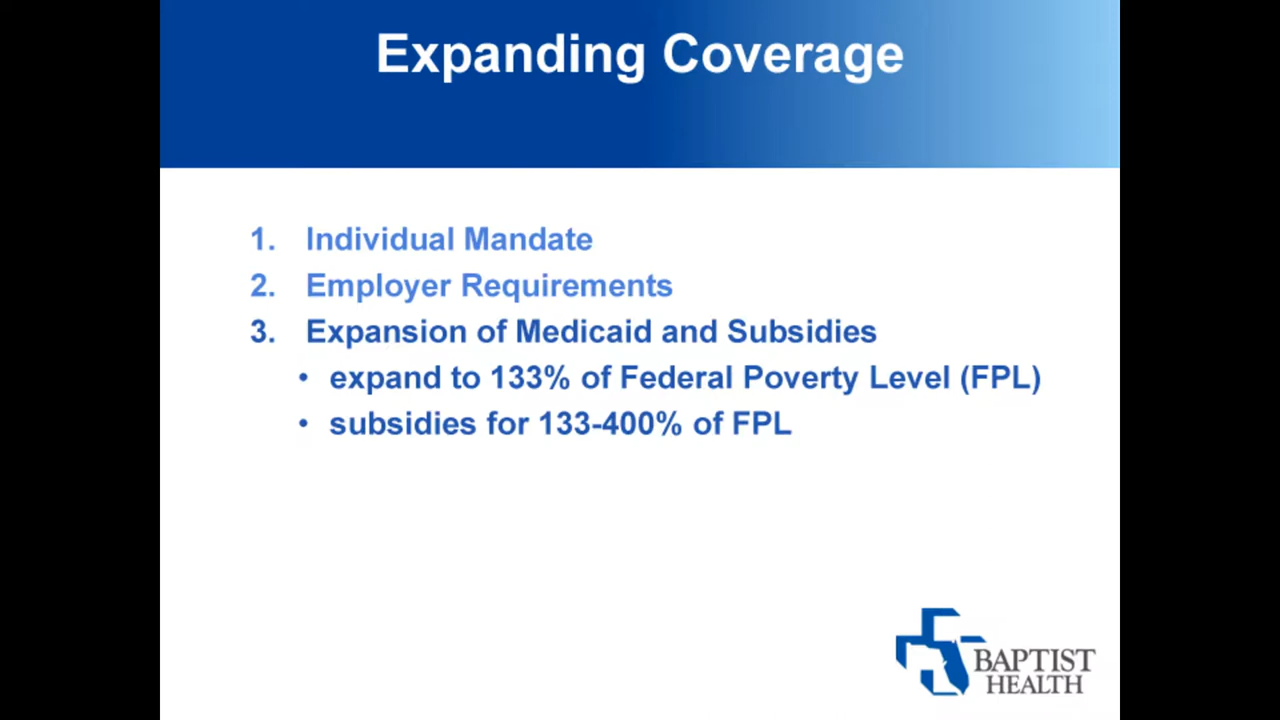 Expanding Coverage
1. Individual Mandate
2. Employer Requirements
3. Expansion of Medicaid and Subsidies
• expand to 133% of Federal Poverty Level (FPL)
• subsidies for 133-400% of FPL
BAPTIST
HEALTH